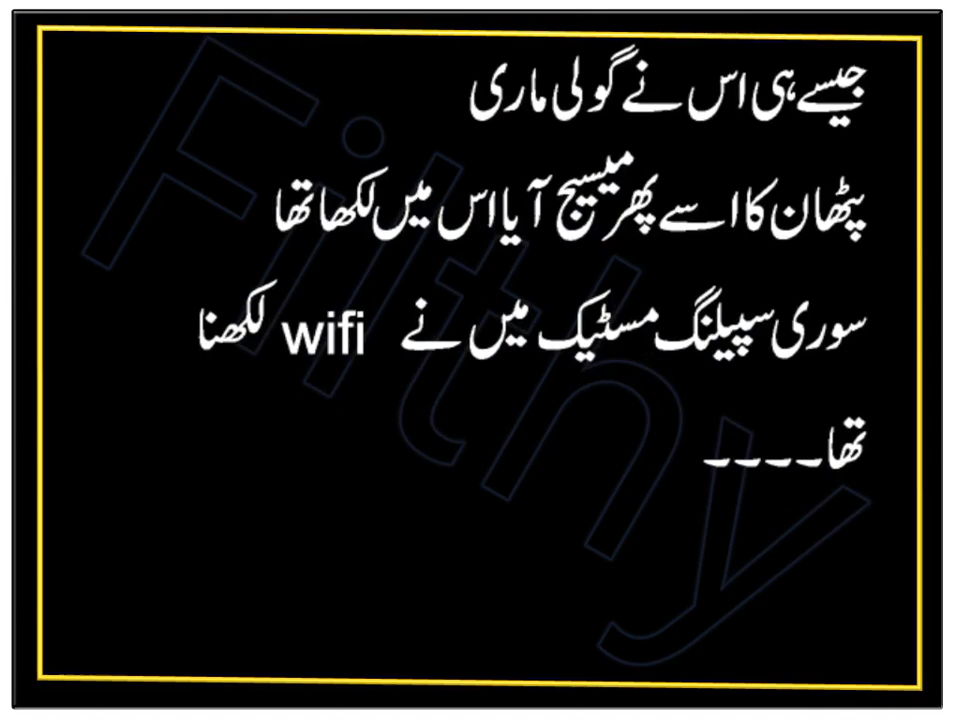 جیسے ہی اس نے گولی ماری
پٹھان کا اسے پھر میسیج آیا اس میں لکھا تھا
سوری سپیلنگ مسٹیک میں نے wifi لکھنا
تھا۔۔۔۔
Filthy